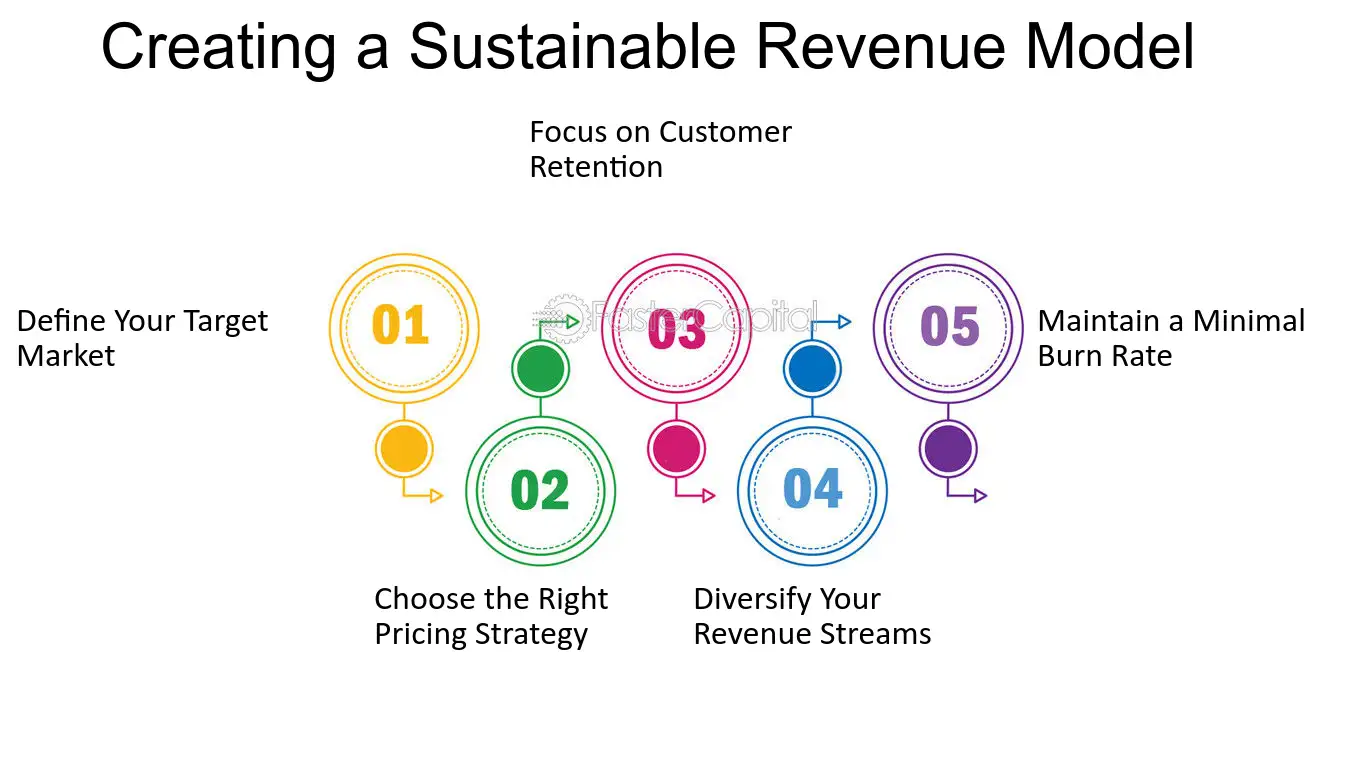 Creating a Sustainable Revenue Model
Focus on Customer
Retention
Define Your Target
Market
01
FasterCapital
03
05
Maintain a Minimal
Burn Rate
02
04
Choose the Right
Pricing Strategy
Diversify Your
Revenue Streams